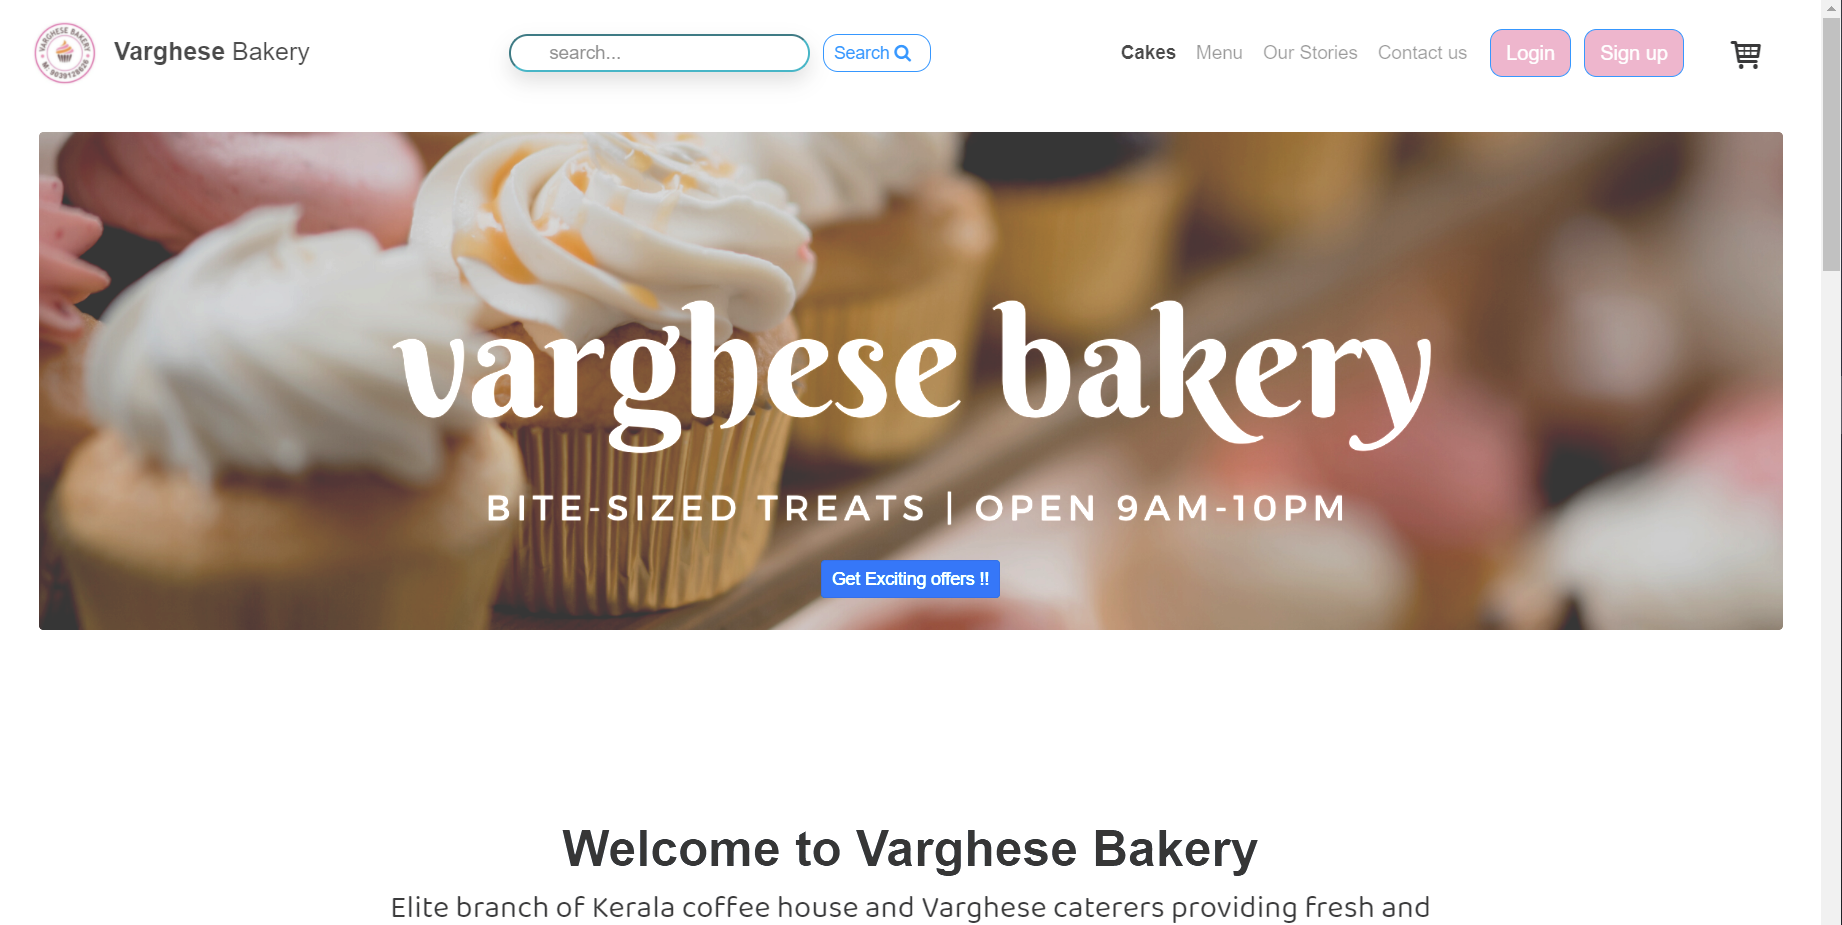 VARGHESE BAKERY
Varghese Bakery
search...
Search
Cakes
Menu
Our Stories
Contact us
Login
Sign up
varghese bakery
BITE-SIZED TREATS | OPEN 9AM-10PM
Get Exciting offers !!
Welcome to Varghese Bakery
Elite branch of Kerala coffee house and Varghese caterers providing fresh and